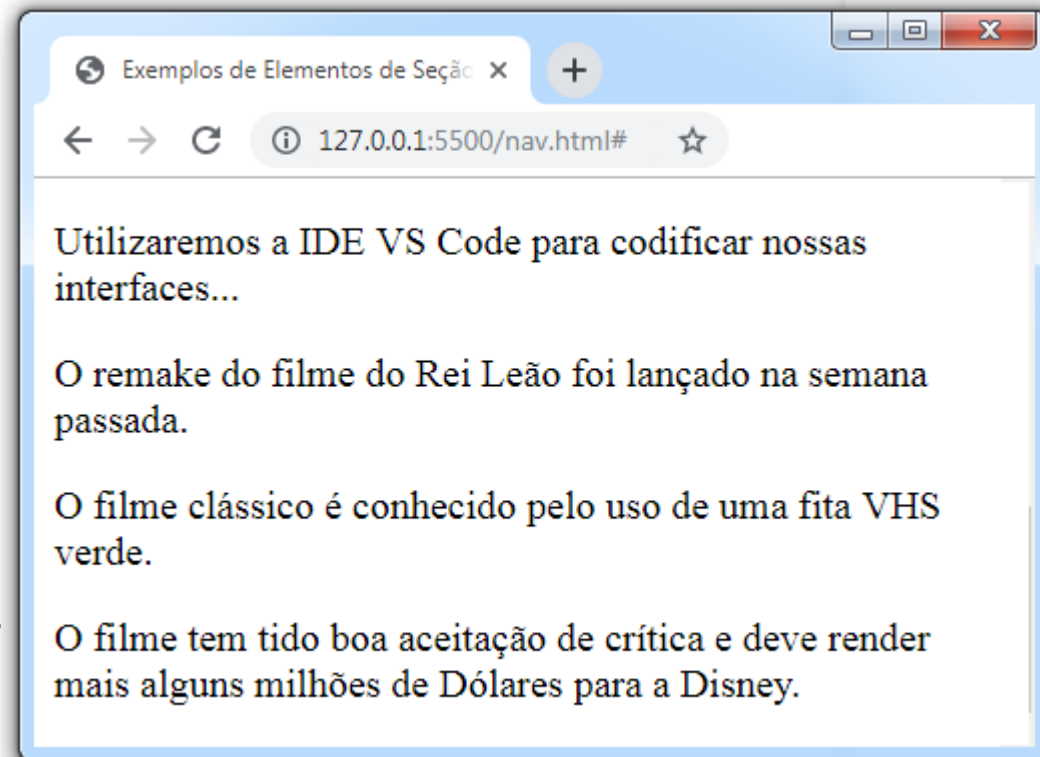 Exemplos de Elementos de Seção
127.0.0.1:5500/nav.html#
Utilizaremos a IDE VS Code para codificar nossas
interfaces...
O remake do filme do Rei Leão foi lançado na semana
passada.
O filme clássico é conhecido pelo uso de uma fita VHS
verde.
O filme tem tido boa aceitação de crítica e deve render
mais alguns milhões de Dólares para a Disney.